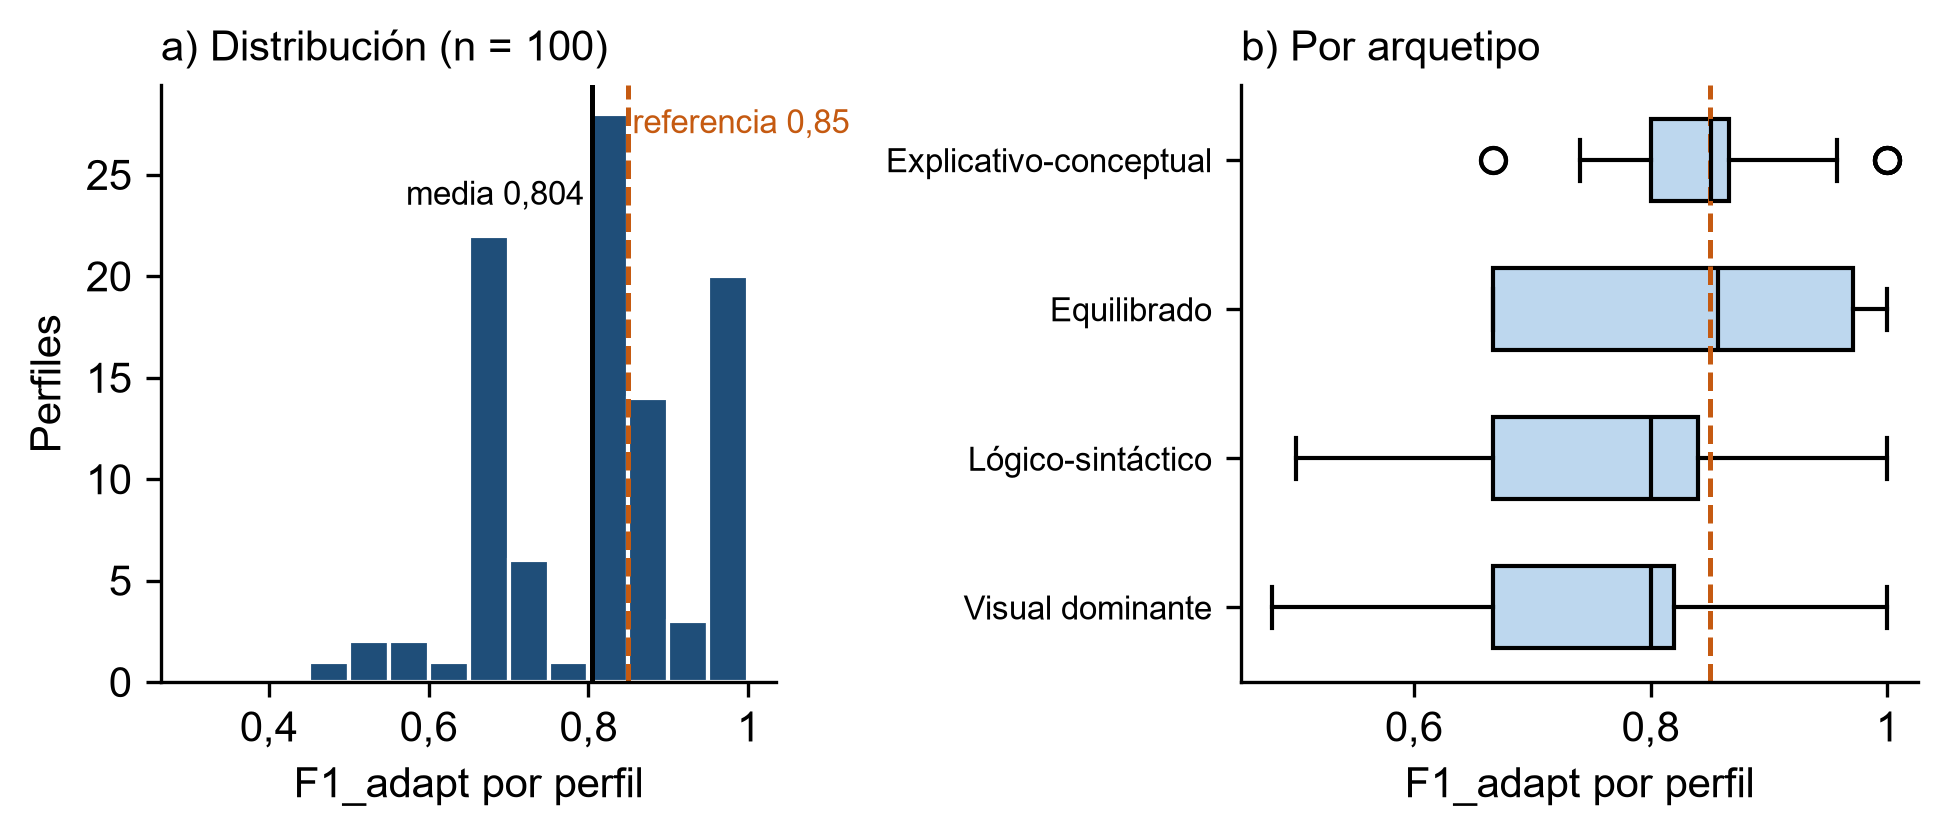 a) Distribución (n = 100)
referencia 0,85
media 0,804
Perfiles
25
20
15
10
5
0
0,4
0,6
0,8
1
F1_adapt por perfil
b) Por arquetipo
Explicativo-conceptual
Equilibrado
Lógico-sintáctico
Visual dominante
0,6
0,8
1
F1_adapt por perfil